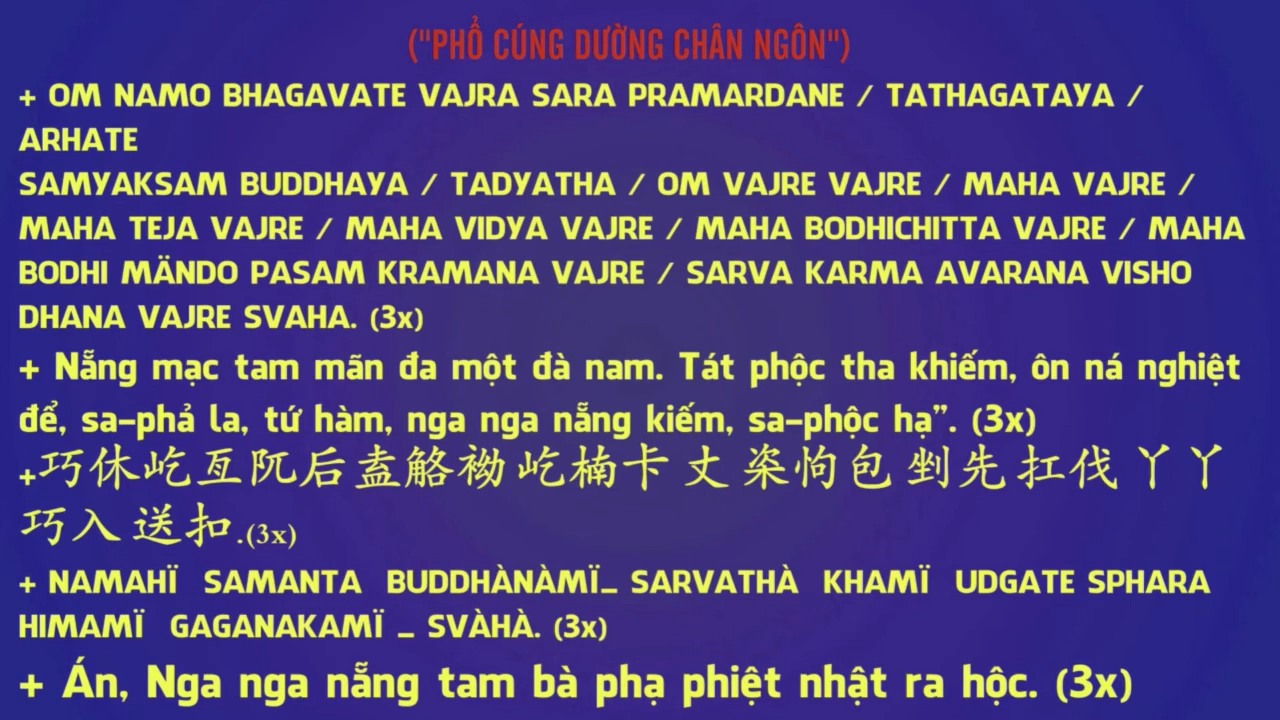 ("PHỔ CÚNG DƯỜNG CHÂN NGÔN")
+ OM NAMO BHAGAVATE VAJRA SARA PRAMARDANE / TATHAGATAYA /
ARHATE
SAMYAKSAM BUDDHAYA / TADYATHA / OM VAJRE VAJRE / MAHA VAJRE /
MAHA TEJA VAJRE / MAHA VIDYA VAJRE / MAHA BODHICHITTA VAJRE / MAHA
BODHI MÄNDO PASAM KRAMANA VAJRE / SARVA KARMA AVARANA VISHO
DHANA VAJRE SVAHA. (3x)
+ Nẵng mạc tam mãn đa một đà nam. Tát phộc tha khiếm, ôn ná nghiệt
để, sa-phả la, tứ hàm, nga nga nẵng kiếm, sa-phộc hạ”. (3x)
+巧休屹亙阢后盍觡袎屹楠卡 丈 栥怐包 剉先 扛伐 丫丫
巧入 送扣.(3x)
+ NAMAHÏ SAMANTA BUDDHÀNÀMÏ_ SARVATHÀ KHAMÏ UDGATE SPHARA
HIMAMÏ GAGANAKAMÏ _ SVÀHÀ. (3x)
+ Án, Nga nga nẵng tam bà phạ phiệt nhật ra hộc. (3x)